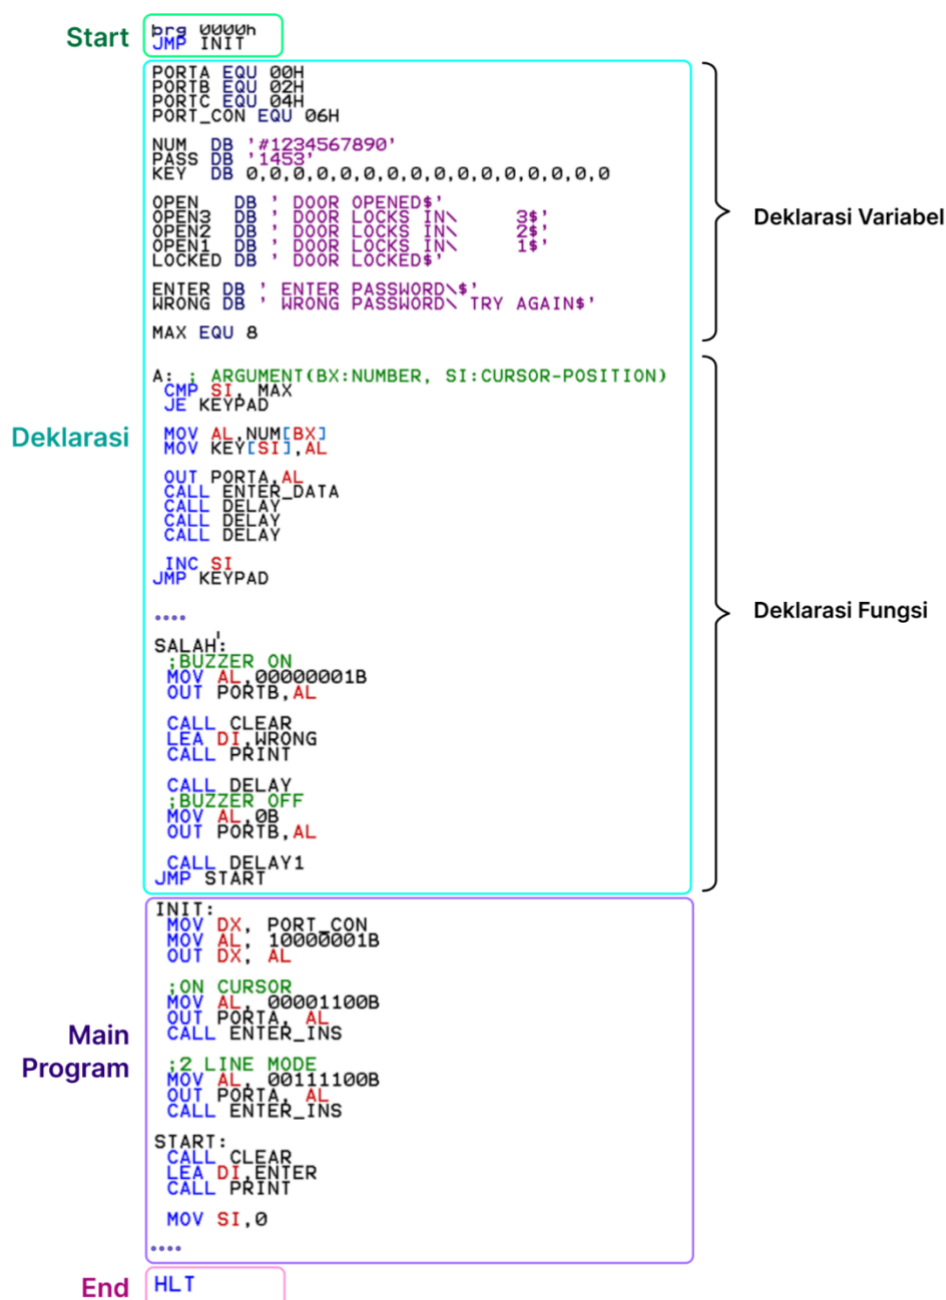 Start
org 0000h
JMP INIT
PORTA EQU 00H
PORTB EQU 02H
PORTC EQU 04H
PORT_CON EQU 06H
NUM DB '#1234567890'
PASS DB '1453'
KEY DB 0,0,0,0,0,0,0,0,0,0,0,0,0,0,0,0
OPEN DB ' DOOR OPENED$'
OPEN3 DB ' DOOR LOCKS IN\ 3$'
OPEN2 DB ' DOOR LOCKS IN\ 2$'
OPEN1 DB ' DOOR LOCKS IN\ 1$'
LOCKED DB ' DOOR LOCKED$'
ENTER DB ' ENTER PASSWORD\$'
WRONG DB ' WRONG PASSWORD\ TRY AGAIN$'
MAX EQU 8
Deklarasi Variabel
Deklarasi
A: ; ARGUMENT(BX:NUMBER, SI:CURSOR-POSITION)
CMP SI, MAX
JE KEYPAD
MOV AL,NUM[BX]
MOV KEY[SI],AL
OUT PORTA,AL
CALL ENTER_DATA
CALL DELAY
CALL DELAY
CALL DELAY
INC SI
JMP KEYPAD
....
SALAH:
;BUZZER ON
MOV AL,00000001B
OUT PORTB,AL
CALL CLEAR
LEA DI,WRONG
CALL PRINT
CALL DELAY
;BUZZER OFF
MOV AL,0B
OUT PORTB,AL
CALL DELAY1
JMP START
Deklarasi Fungsi
Main
Program
INIT:
MOV DX, PORT_CON
MOV AL, 10000001B
OUT DX, AL
;ON CURSOR
MOV AL, 00001100B
OUT PORTA, AL
CALL ENTER_INS
;2 LINE MODE
MOV AL, 00111100B
OUT PORTA, AL
CALL ENTER_INS
START:
CALL CLEAR
LEA DI,ENTER
CALL PRINT
MOV SI,0
....
End
HLT